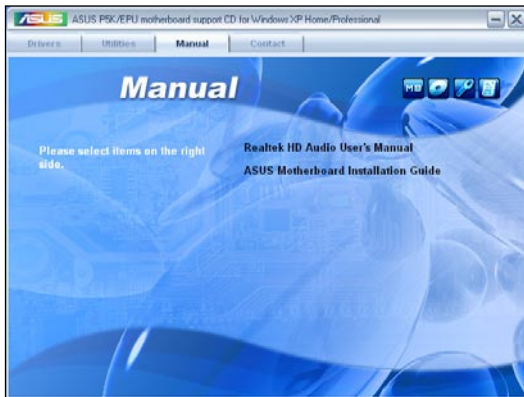 ASUS ASUS P5K/EPU motherboard support CD for Windows XP Home/Professional
Drivers Utilities Manual Contact
Manual
MB
Please select items on the right
side.
Realtek HD Audio User's Manual
ASUS Motherboard Installation Guide